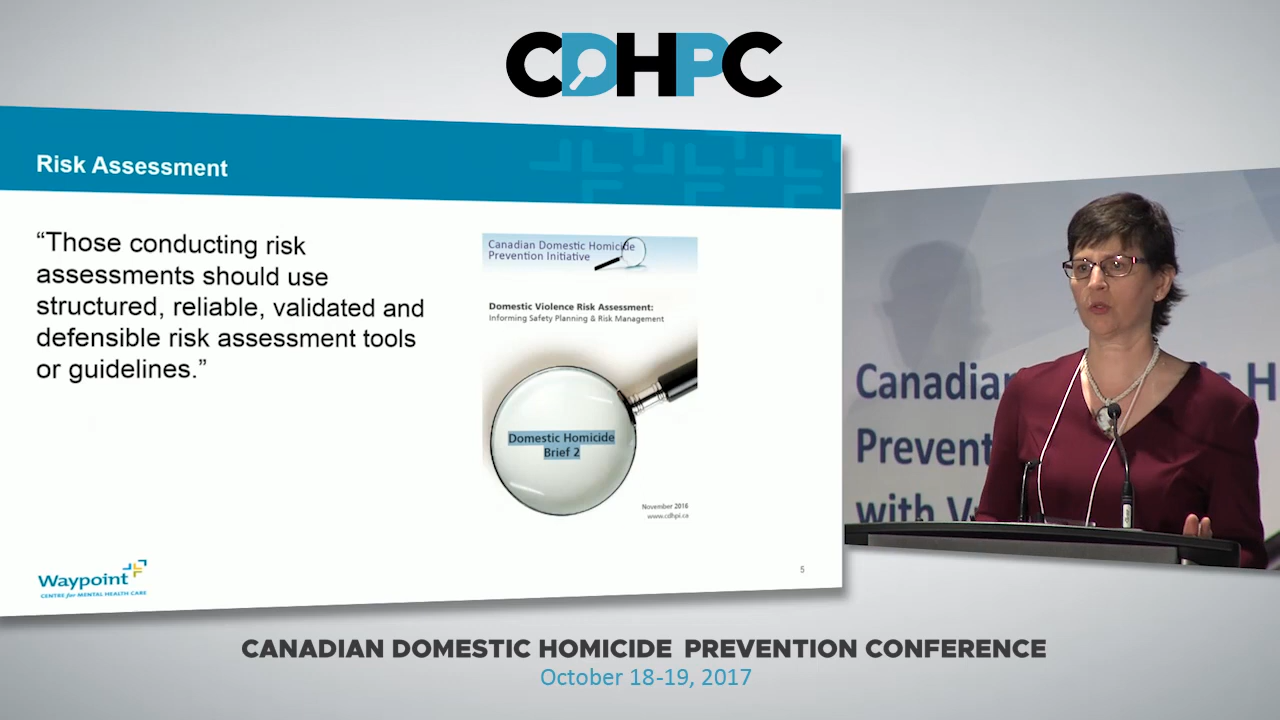 CDHPC
Risk Assessment
“Those conducting risk
assessments should use
structured, reliable, validated and
defensible risk assessment tools
or guidelines.”
Canadian Domestic Homicide
Prevention Initiative
Domestic Violence Risk Assessment:
Informing Safety Planning & Risk Management
Domestic Homicide
Brief 2
November 2016
www.cdhpi.ca
Waypoint
CENTRE for MENTAL HEALTH CARE
5
Canadian H
Prevent
with V
CANADIAN DOMESTIC HOMICIDE PREVENTION CONFERENCE
October 18-19, 2017